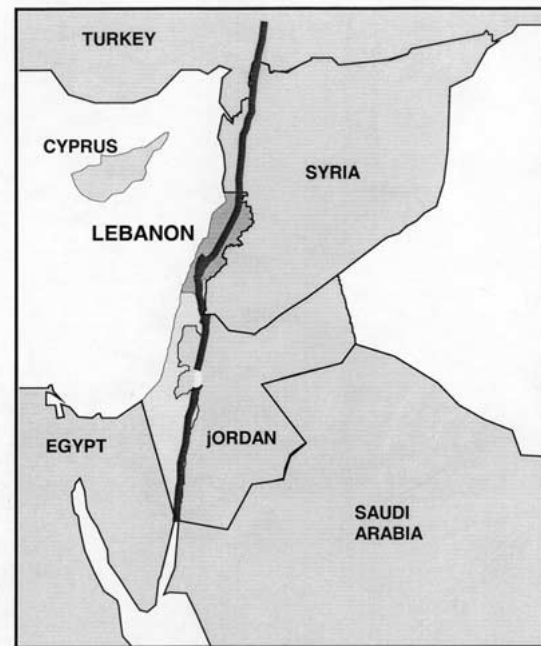 TURKEY
CYPRUS
SYRIA
LEBANON
EGYPT
jORDAN
SAUDI
ARABIA